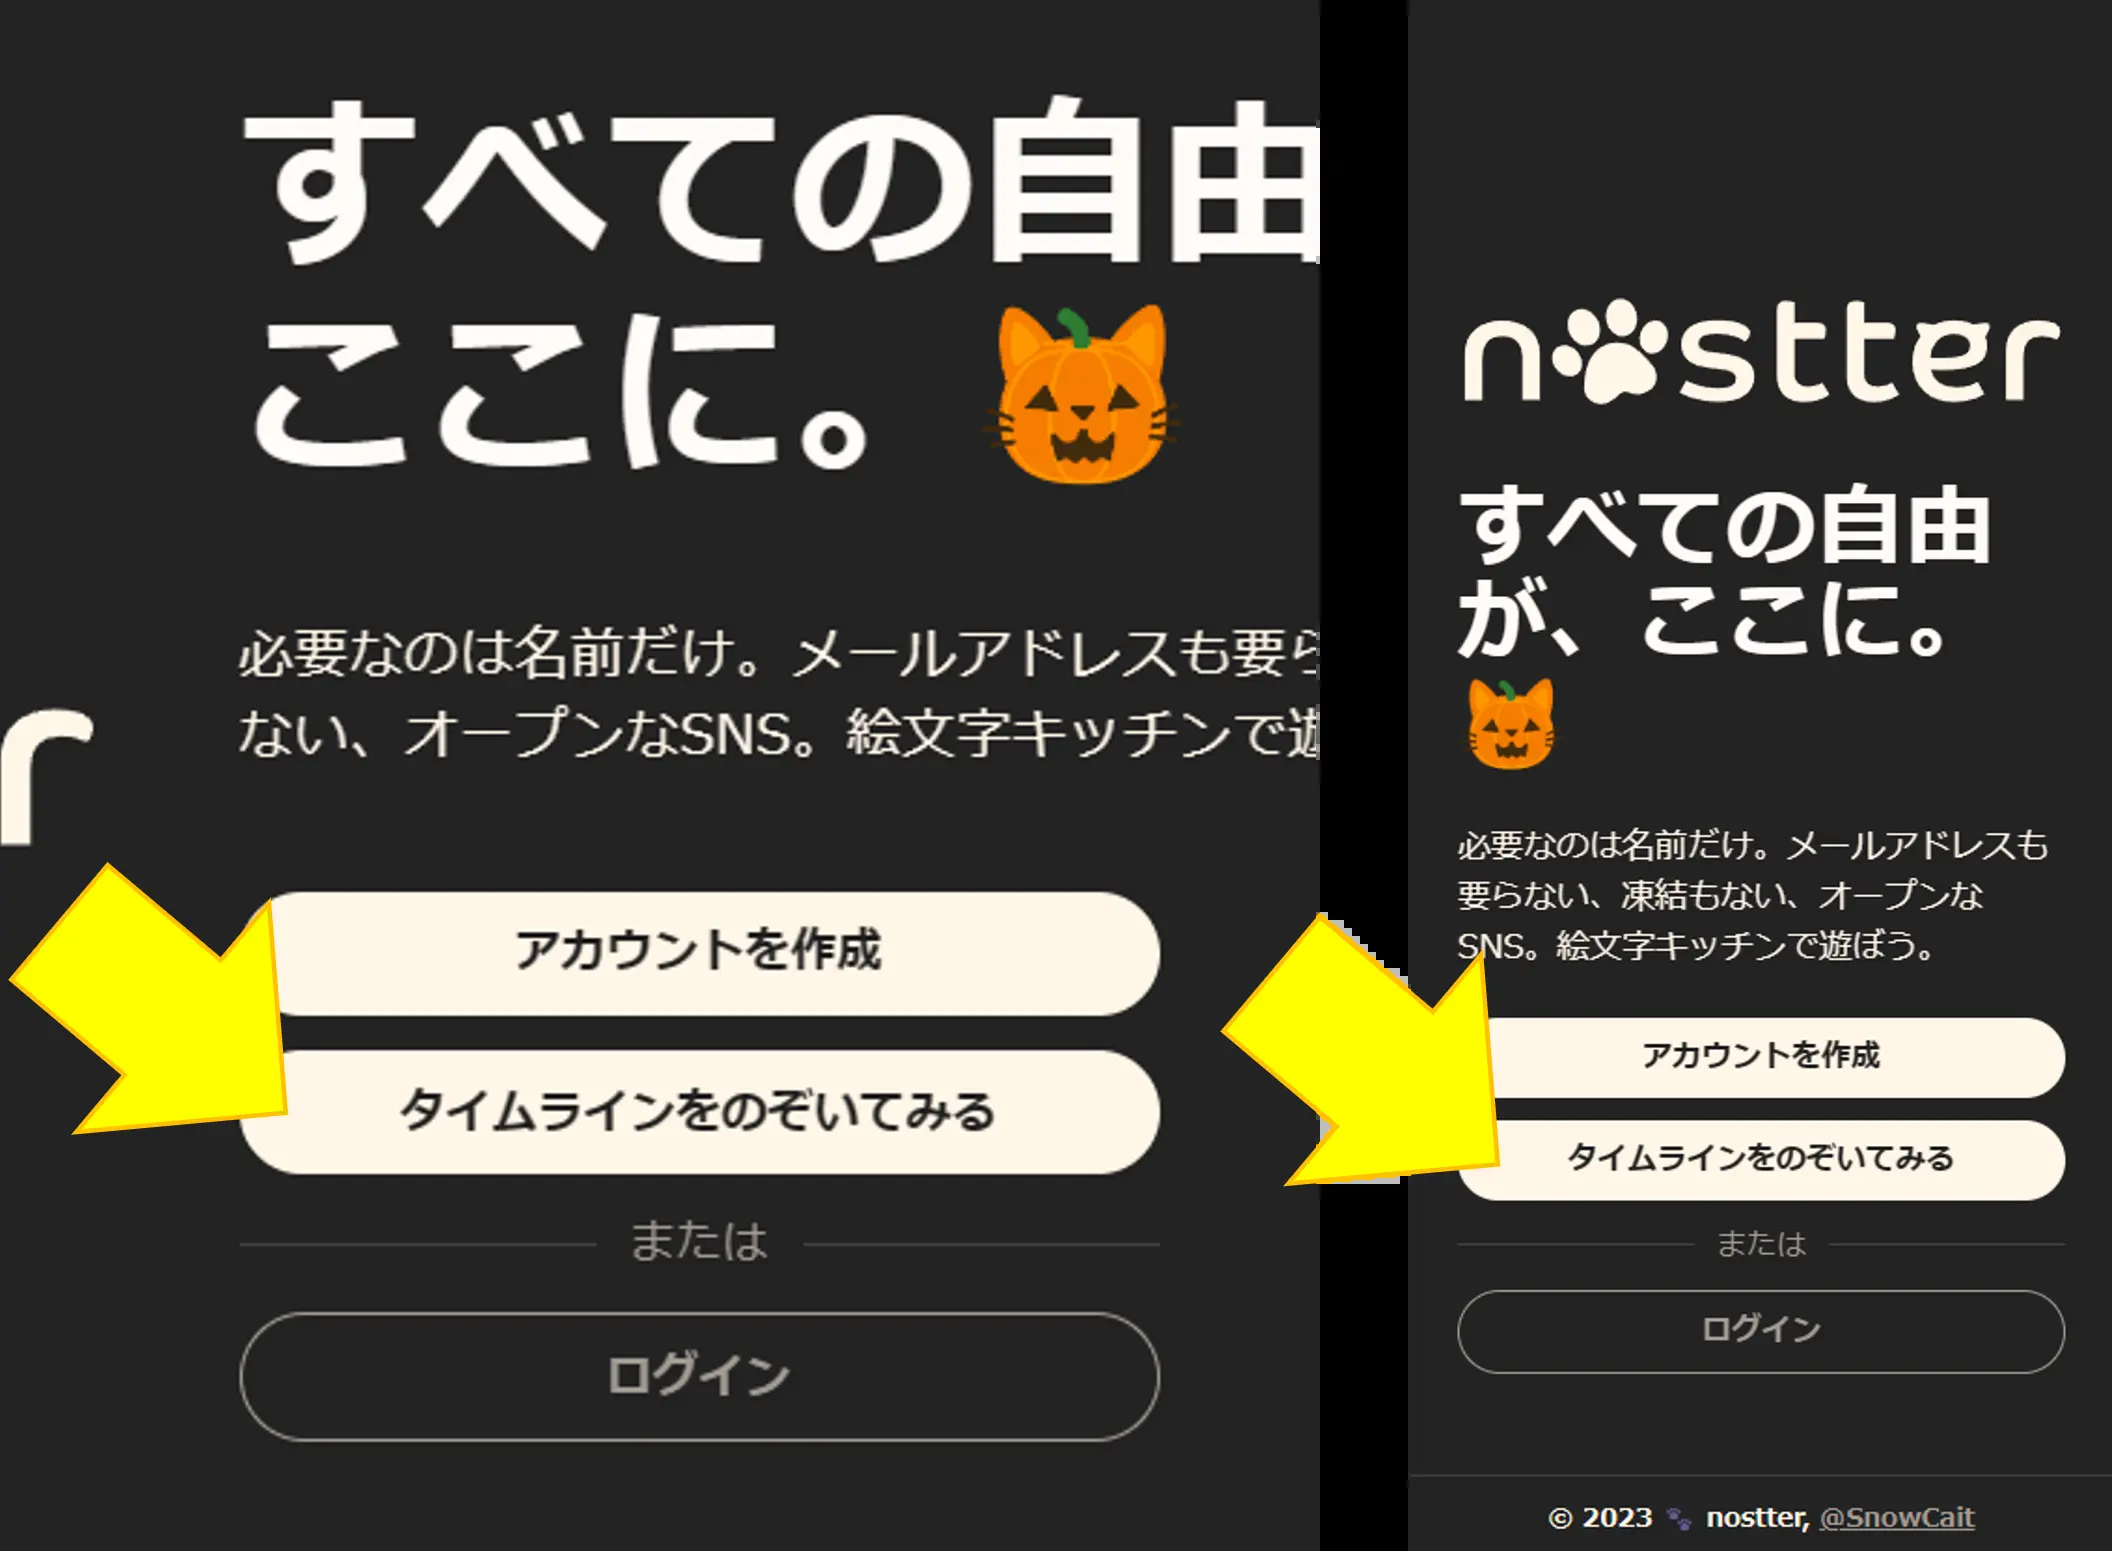 すべての自由
ここに。
必要なのは名前だけ。メールアドレスも要ら
ない、オープンなSNS。絵文字キッチンで遊
r
アカウントを作成
タイムラインをのぞいてみる
または
ログイン
nostter
すべての自由
が、ここに。
必要なのは名前だけ。メールアドレスも
要らない、凍結もない、オープンな
SNS。絵文字キッチンで遊ぼう。
アカウントを作成
タイムラインをのぞいてみる
または
ログイン
© 2023 🐾 nostter, @SnowCait